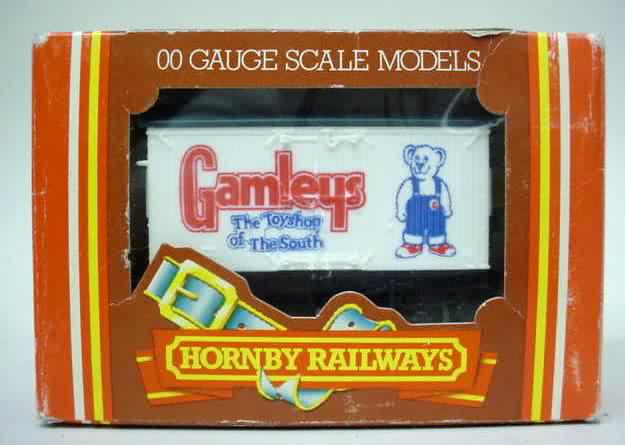 00 GAUGE SCALE MODELS
Gamleys
The Toyshop
of The South
HORNBY RAILWAYS